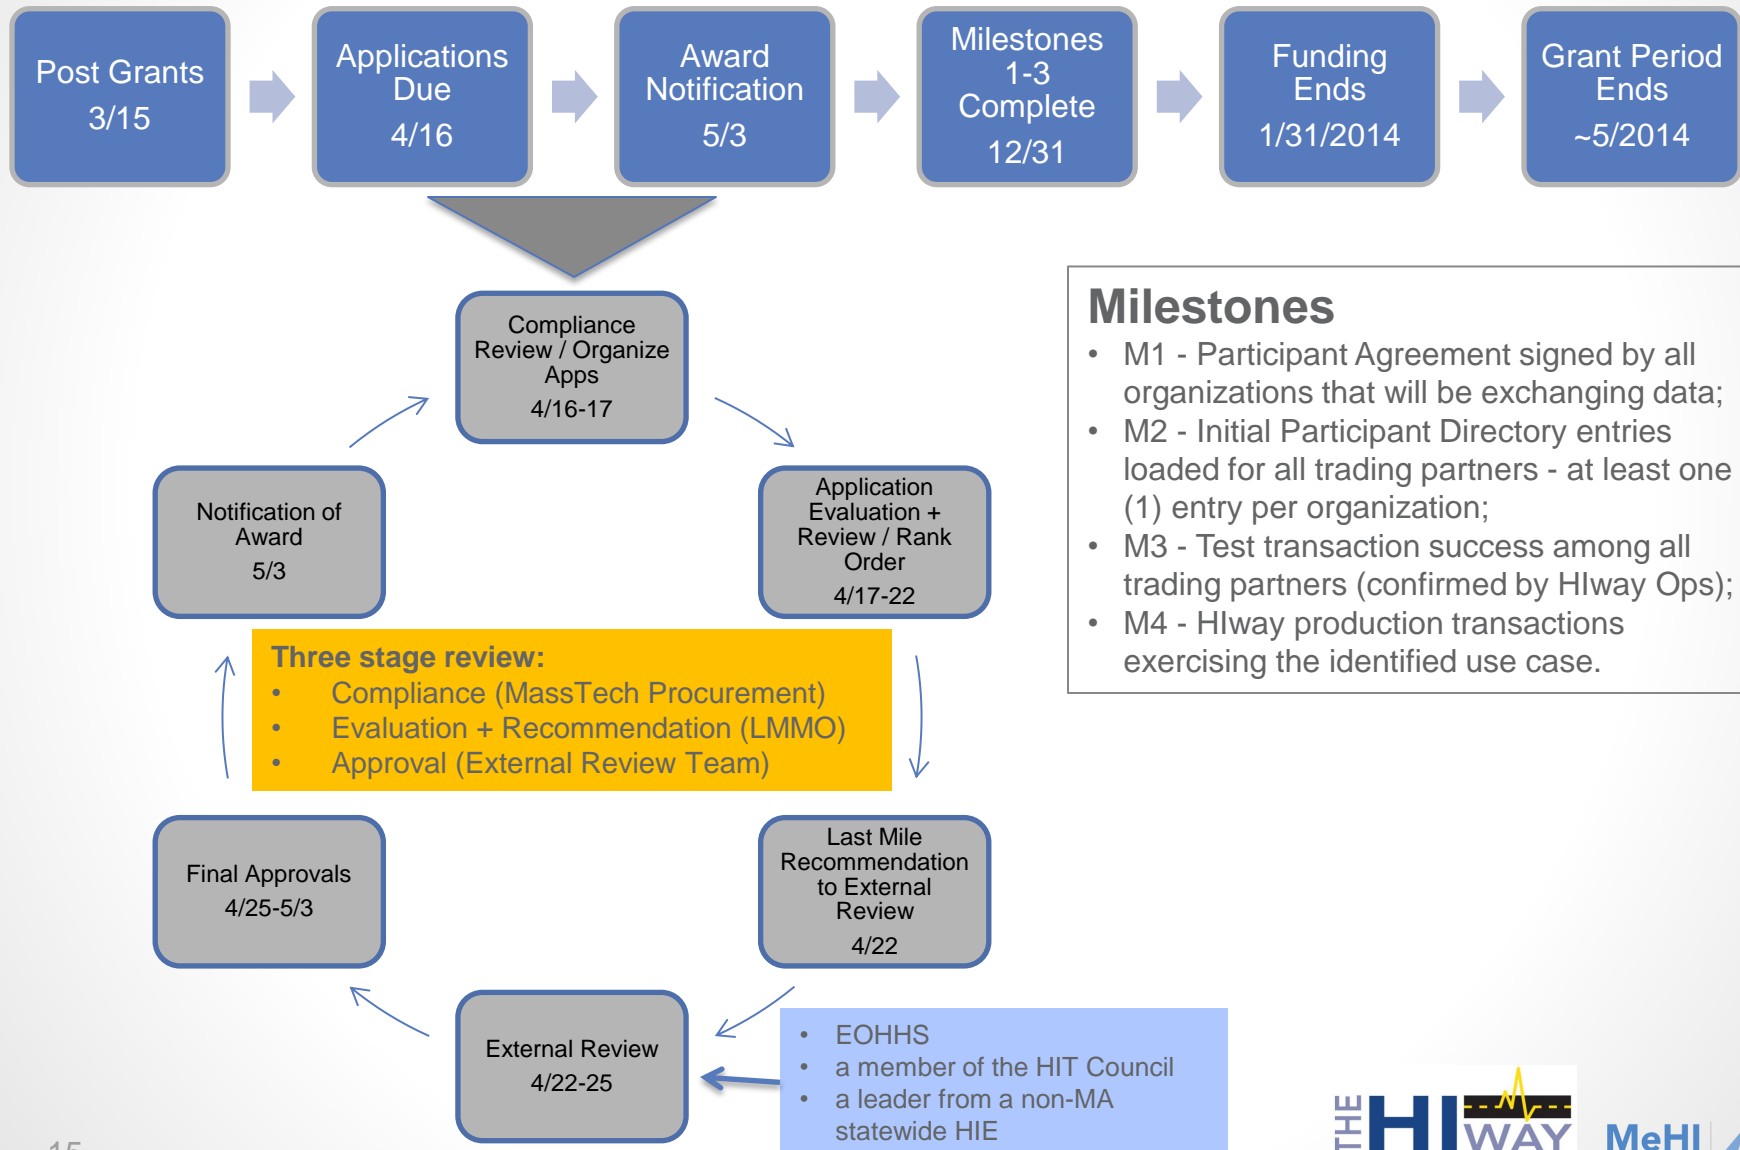 Post Grants
3/15
Applications
Due
4/16
Award
Notification
5/3
Milestones
1-3
Complete
12/31
Funding
Ends
1/31/2014
Grant Period
Ends
~5/2014
Compliance
Review / Organize
Apps
4/16-17
Application
Evaluation +
Review / Rank
Order
4/17-22
Last Mile
Recommendation
to External
Review
4/22
External Review
4/22-25
Final Approvals
4/25-5/3
Notification of
Award
5/3
Three stage review:
• Compliance (MassTech Procurement)
• Evaluation + Recommendation (LMMO)
• Approval (External Review Team)
• EOHHS
• a member of the HIT Council
• a leader from a non-MA
statewide HIE
Milestones
• M1 - Participant Agreement signed by all
organizations that will be exchanging data;
• M2 - Initial Participant Directory entries
loaded for all trading partners - at least one
(1) entry per organization;
• M3 - Test transaction success among all
trading partners (confirmed by HIway Ops);
• M4 - HIway production transactions
exercising the identified use case.
15
THE HIWAY
MeHI